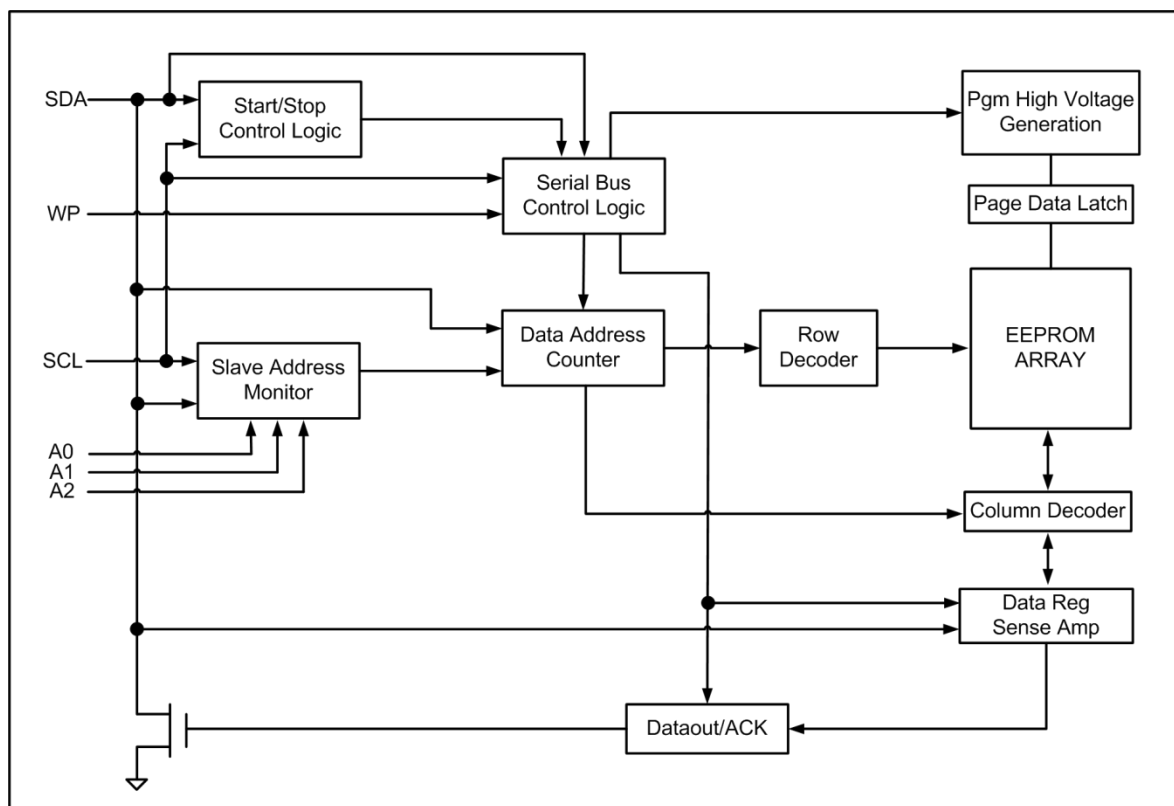 SDA
Start/Stop
Control Logic
Pgm High Voltage
Generation
WP
Serial Bus
Control Logic
Page Data Latch
SCL
Slave Address
Monitor
Data Address
Counter
Row
Decoder
EEPROM
ARRAY
A0
A1
A2
Column Decoder
Data Reg
Sense Amp
Dataout/ACK